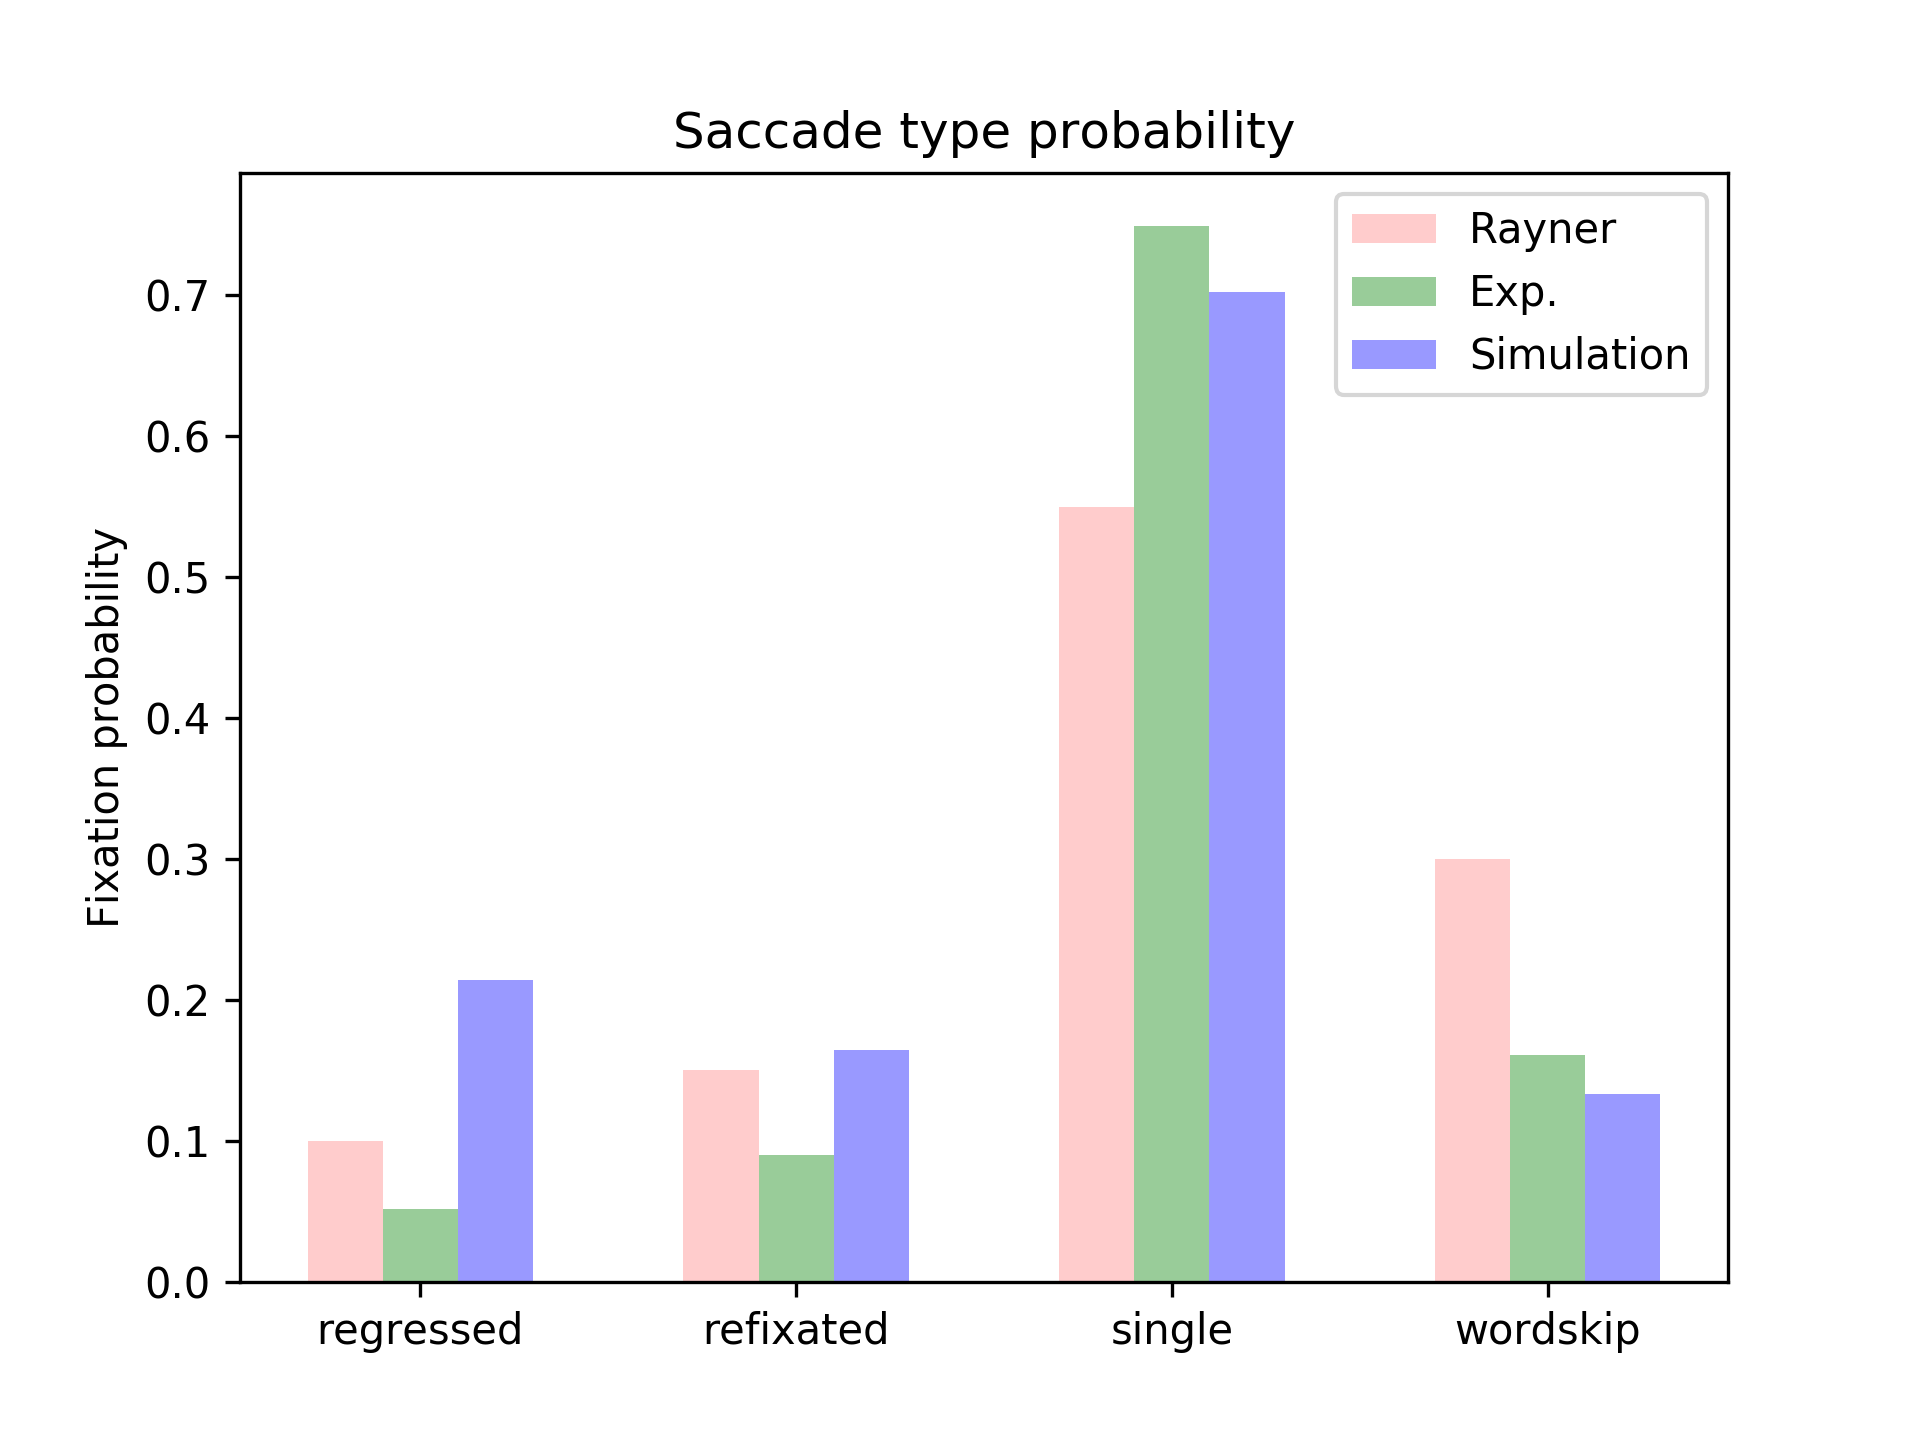 Saccade type probability
Rayner
Exp.
Simulation
Fixation probability
0.7
0.6
0.5
0.4
0.3
0.2
0.1
0.0
regressed refixated single wordskip